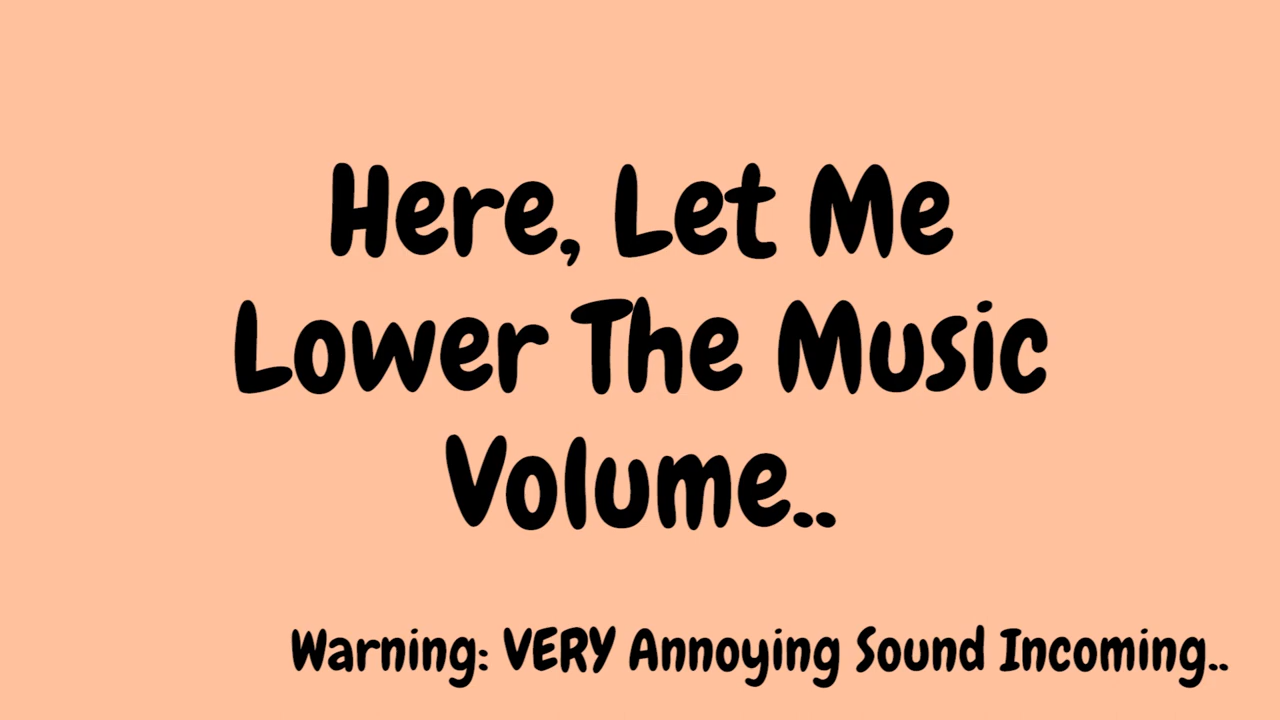 Here, Let Me
Lower The Music
Volume..
Warning: VERY Annoying Sound Incoming..